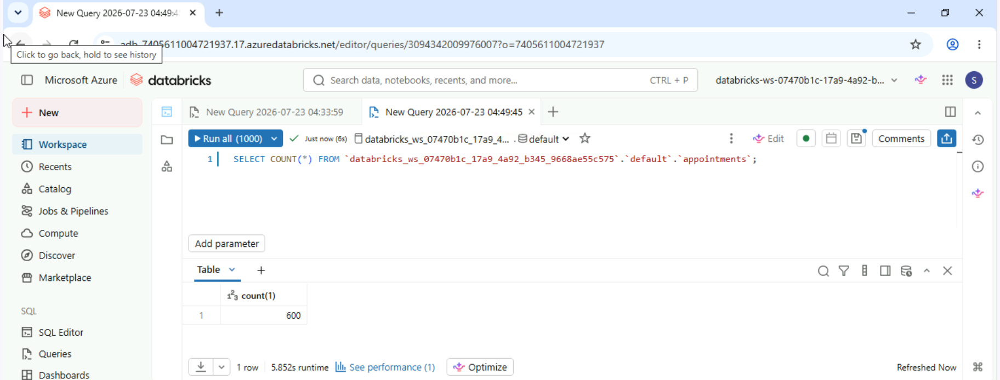 New Query 2026-07-23 04:49:4
adb-7405611004721937.17.azuredatabricks.net/editor/queries/3094342009976007?o=7405611004721937
Click to go back, hold to see history
Microsoft Azure databricks
Search data, notebooks, recents, and more... CTRL + P
databricks-ws-07470b1c-17a9-4a92-b... S
New
Workspace
Recents
Catalog
Jobs & Pipelines
Compute
Discover
Marketplace
SQL
SQL Editor
Queries
Dashboards
New Query 2026-07-23 04:33:59
New Query 2026-07-23 04:49:45
Run all (1000) Just now (6s) databricks_ws_07470b1c_17a9_4... . default Edit Comments
1 SELECT COUNT(*) FROM `databricks_ws_07470b1c_17a9_4a92_b345_9668ae55c575`.`default`.`appointments`;
Add parameter
Table
123 count(1)
1 600
1 row 5.852s runtime See performance (1) Optimize Refreshed Now